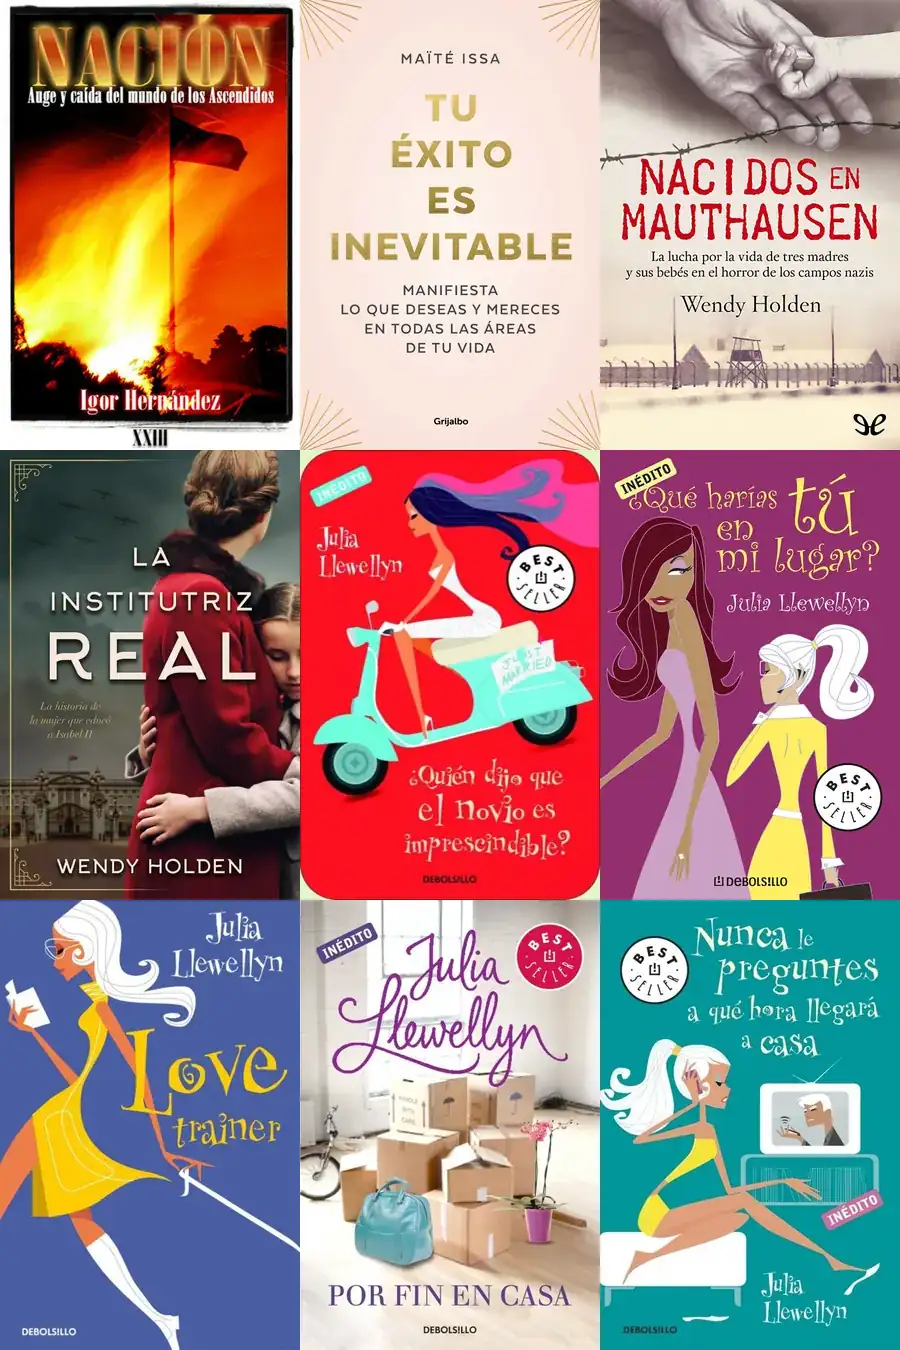 NACIÓN
Auge y caída del mundo de los Ascendidos
Igor Hernández
XXIII
MAÏTÉ ISSA
TU
ÉXITO
ES
INEVITABLE
MANIFIESTA
LO QUE DESEAS Y MERECES
EN TODAS LAS ÁREAS
DE TU VIDA
Grijalbo
NACIDOS EN
MAUTHAUSEN
La lucha por la vida de tres madres
y sus bebés en el horror de los campos nazis
Wendy Holden
LA
INSTITUTRIZ
REAL
La historia de
la mujer que educó
a Isabel II
WENDY HOLDEN
INÉDITO
Julia
Llewellyn
BEST
SELLER
JUST
MARRIED
¿Quién dijo que
el novio es
imprescindible?
DEBOLSILLO
INÉDITO
¿Qué harías tú
en
mi lugar?
Julia Llewellyn
BEST
SELLER
DEBOLSILLO
Julia
Llewellyn
Love
trainer
DEBOLSILLO
INÉDITO
Julia
Llewellyn
BEST
SELLER
HANDLE
WITH
CARE
POR FIN EN CASA
DEBOLSILLO
BEST
SELLER
Nunca le
preguntes
a qué hora llegará
a casa
INÉDITO
Julia
Llewellyn
DEBOLSILLO